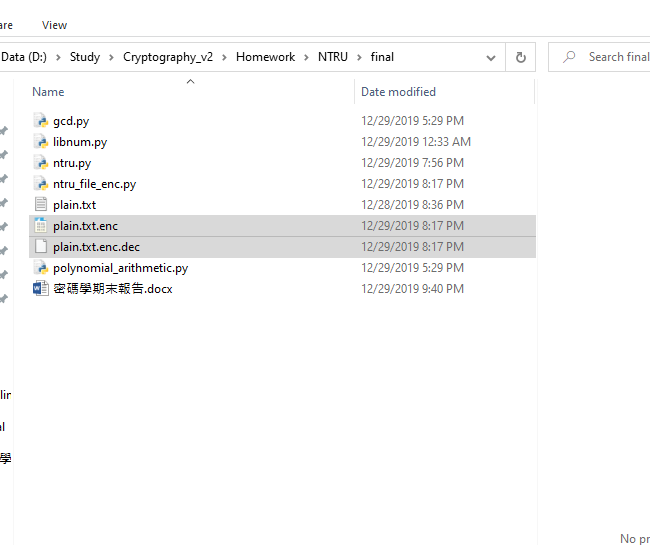 are View
Data (D:) > Study > Cryptography_v2 > Homework > NTRU > final Search final
Name Date modified
gcd.py 12/29/2019 5:29 PM
libnum.py 12/29/2019 12:33 AM
ntru.py 12/29/2019 7:56 PM
ntru_file_enc.py 12/29/2019 8:17 PM
plain.txt 12/28/2019 8:36 PM
plain.txt.enc 12/29/2019 8:17 PM
plain.txt.enc.dec 12/29/2019 8:17 PM
polynomial_arithmetic.py 12/29/2019 5:29 PM
密碼學期末報告.docx 12/29/2019 9:40 PM
lin
al
學
No pr